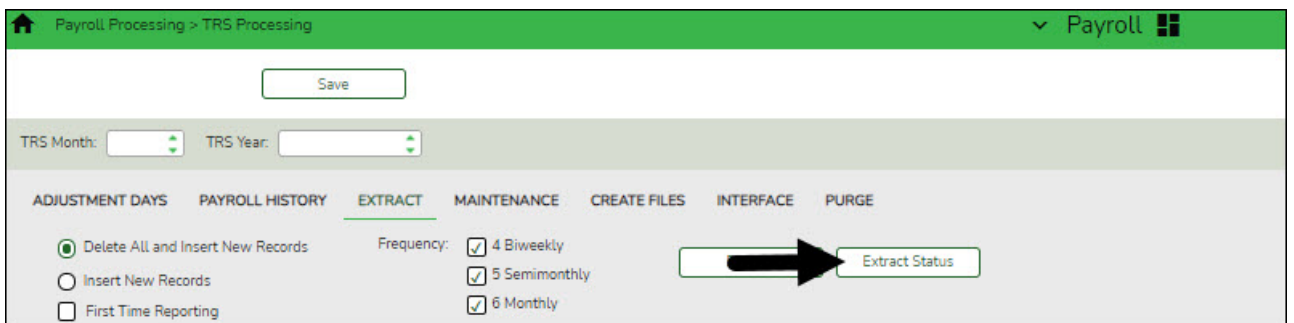 Payroll Processing > TRS Processing
Payroll
Save
TRS Month:
TRS Year:
ADJUSTMENT DAYS
PAYROLL HISTORY
EXTRACT
MAINTENANCE
CREATE FILES
INTERFACE
PURGE
Delete All and Insert New Records
Insert New Records
First Time Reporting
Frequency:
4 Biweekly
5 Semimonthly
6 Monthly
Extract Status